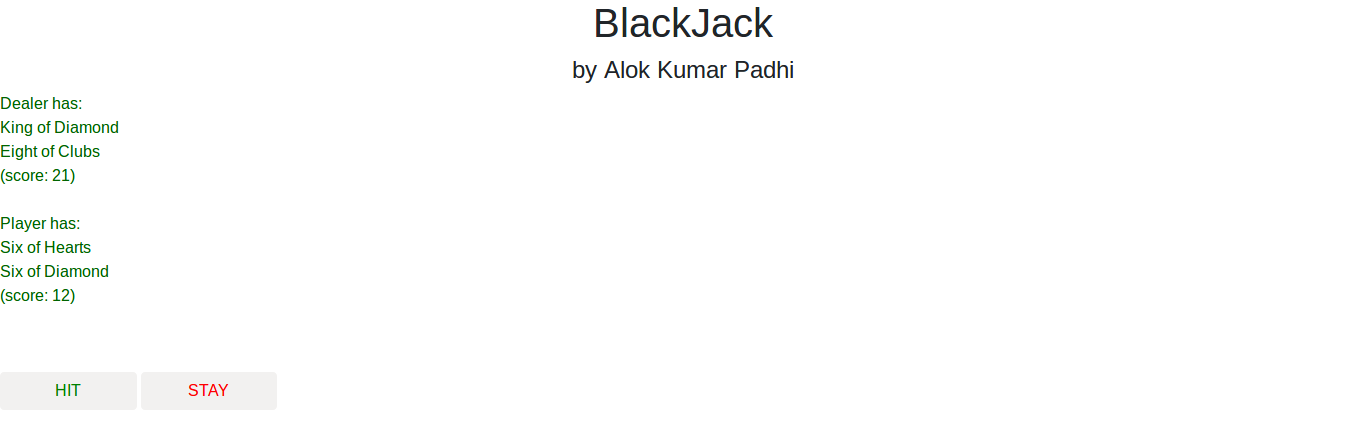 BlackJack
by Alok Kumar Padhi
Dealer has:
King of Diamond
Eight of Clubs
(score: 21)
Player has:
Six of Hearts
Six of Diamond
(score: 12)
HIT STAY